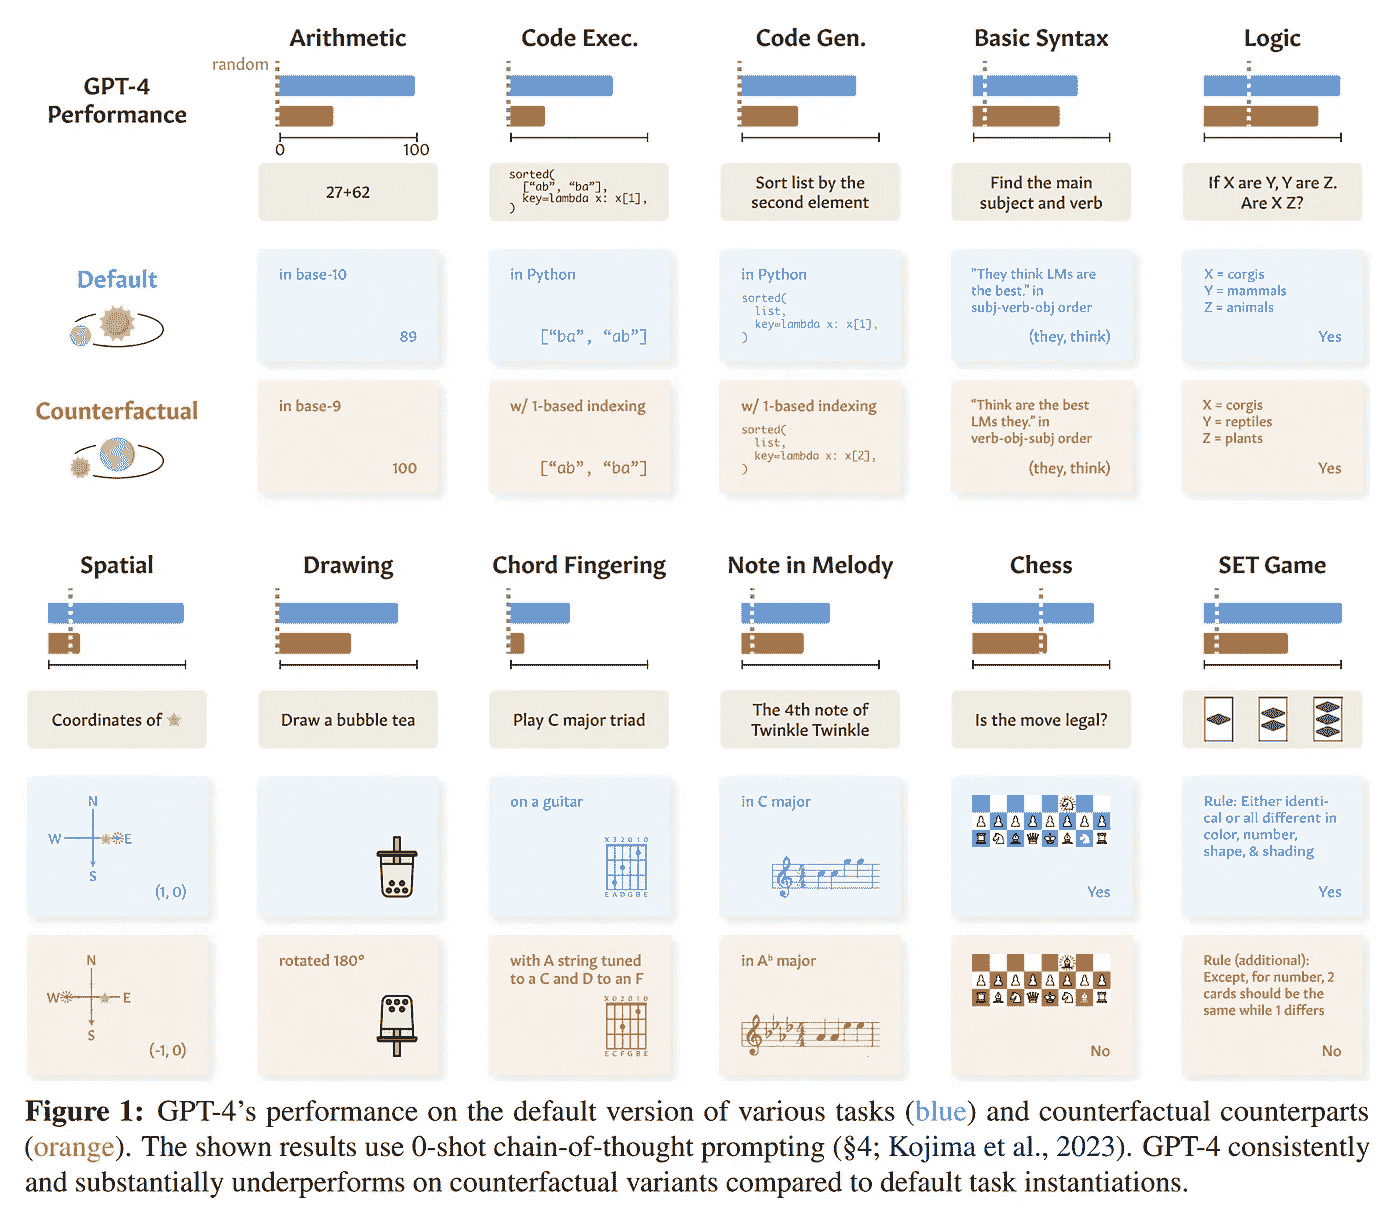 Arithmetic
Code Exec.
Code Gen.
Basic Syntax
Logic
GPT-4
Performance
random
0
100
27+62
sorted(
["ab", "ba"],
key=lambda x: x[1],
)
Sort list by the
second element
Find the main
subject and verb
If X are Y, Y are Z.
Are X Z?
Default
in base-10
89
in Python
["ba", "ab"]
in Python
sorted(
list,
key=lambda x: x[1],
)
"They think LMs are
the best." in
subj-verb-obj order
(they, think)
X = corgis
Y = mammals
Z = animals
Yes
Counterfactual
in base-9
100
w/ 1-based indexing
["ab", "ba"]
w/ 1-based indexing
sorted(
list,
key=lambda x: x[2],
)
"Think are the best
LMs they." in
verb-obj-subj order
(they, think)
X = corgis
Y = reptiles
Z = plants
Yes
Spatial
Drawing
Chord Fingering
Note in Melody
Chess
SET Game
Coordinates of
Draw a bubble tea
Play C major triad
The 4th note of
Twinkle Twinkle
Is the move legal?
N
W
E
S
(1, 0)
on a guitar
X 3 2 0 1 0
E A D G B E
in C major
Yes
Rule: Either identi-
cal or all different in
color, number,
shape, & shading
Yes
N
W
E
S
(-1, 0)
rotated 180°
with A string tuned
to a C and D to an F
X 0 2 0 1 0
E C F G B E
in A♭ major
No
Rule (additional):
Except, for number, 2
cards should be the
same while 1 differs
No
Figure 1: GPT-4's performance on the default version of various tasks (blue) and counterfactual counterparts
(orange). The shown results use 0-shot chain-of-thought prompting (§4; Kojima et al., 2023). GPT-4 consistently
and substantially underperforms on counterfactual variants compared to default task instantiations.